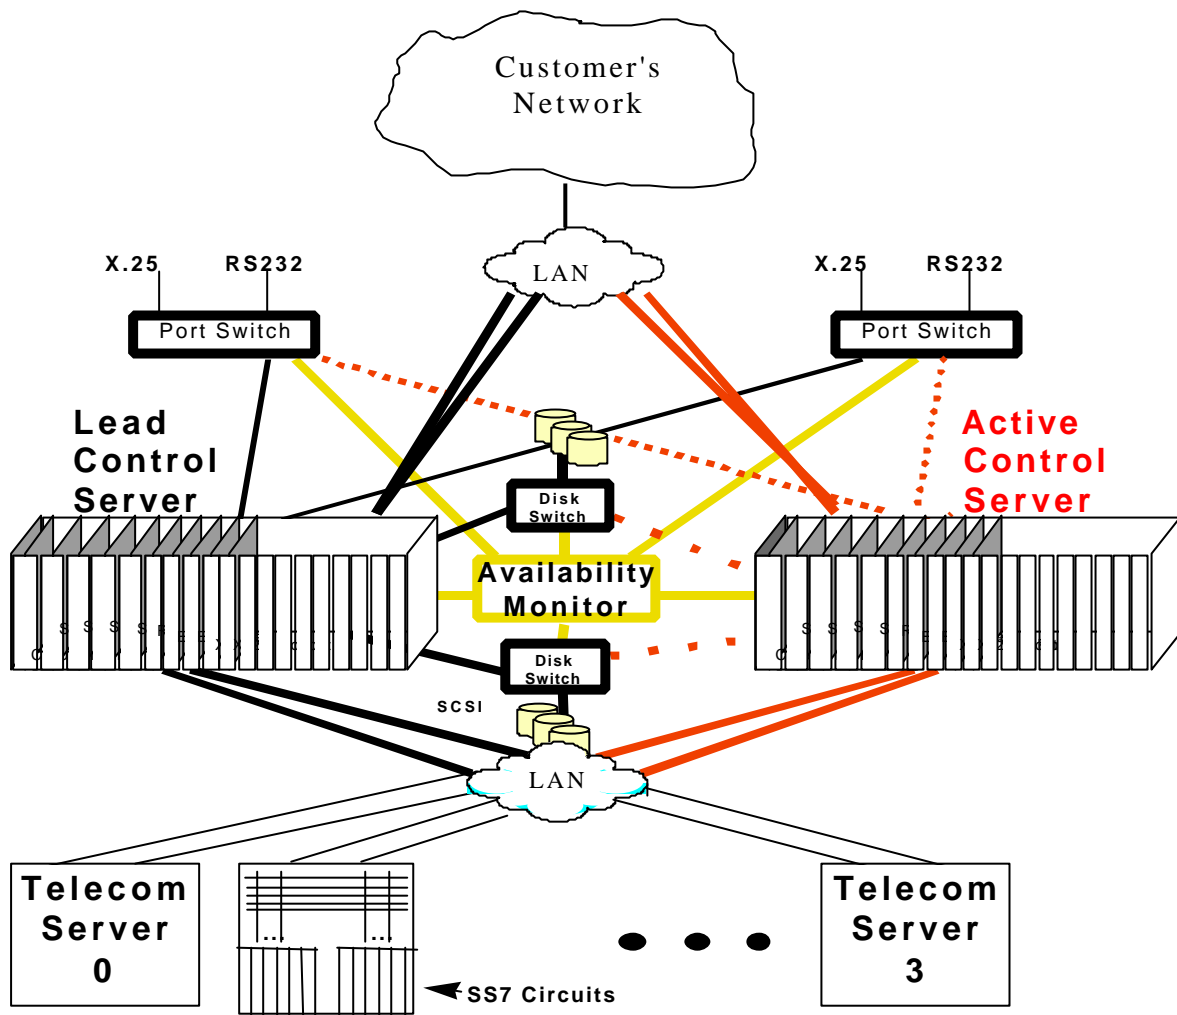 Customer's
Network
LAN
X.25 RS232
Port Switch
X.25 RS232
Port Switch
Lead
Control
Server
Active
Control
Server
Disk
Switch
Availability
Monitor
Disk
Switch
SCSI
LAN
Telecom
Server
0
...
...
SS7 Circuits
Telecom
Server
3